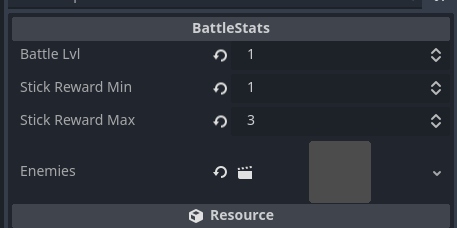 BattleStats
Battle Lvl 1
Stick Reward Min 1
Stick Reward Max 3
Enemies
Resource